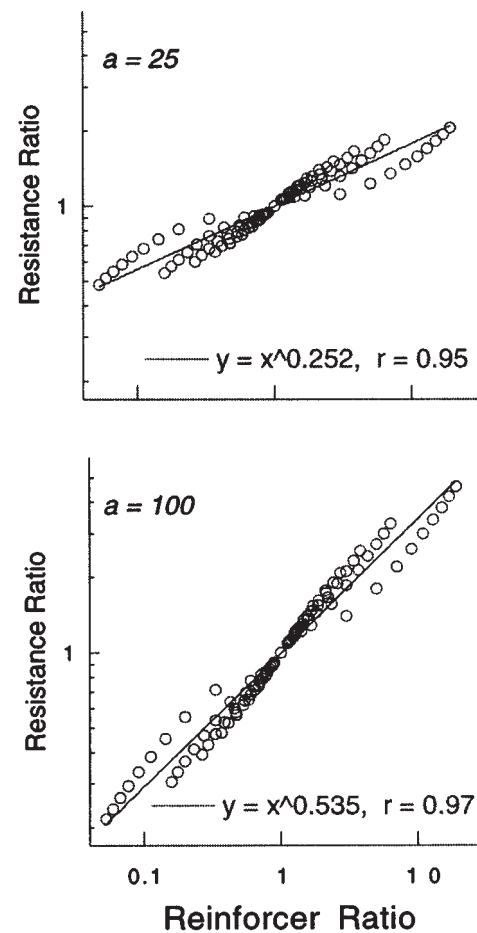 a = 25
Resistance Ratio
1
y = x^0.252, r = 0.95
a = 100
Resistance Ratio
1
y = x^0.535, r = 0.97
0.1 1 1 0
Reinforcer Ratio